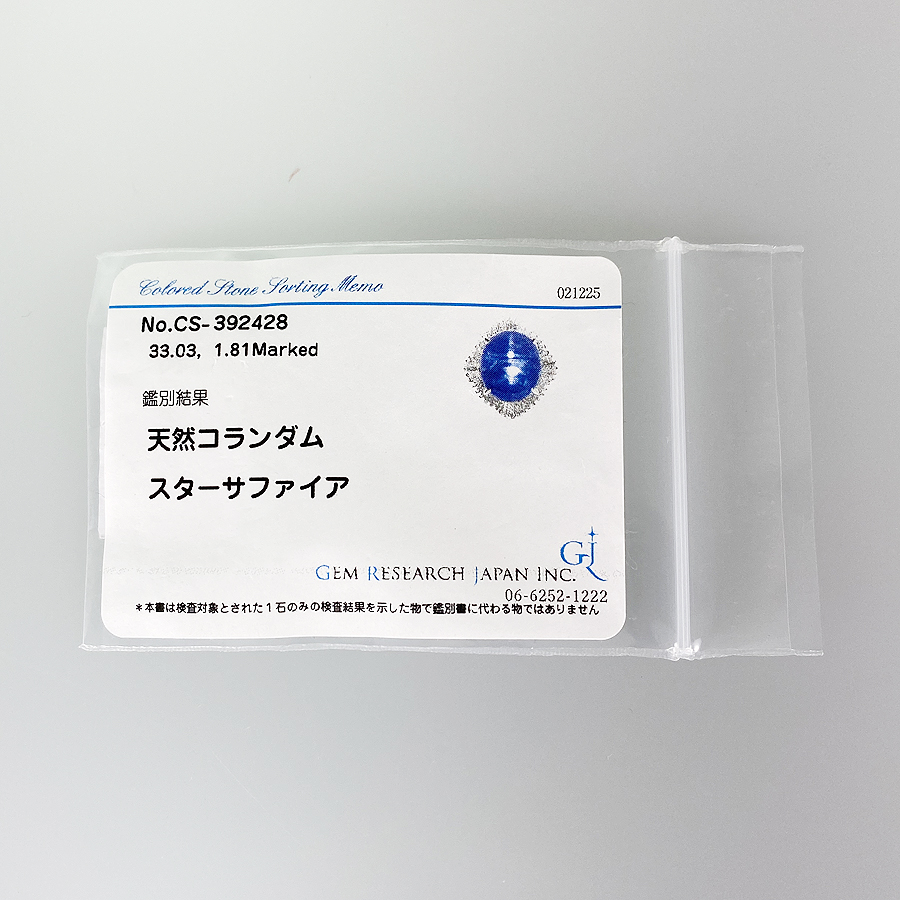 Colored Stone Sorting Memo
021225
No.CS-392428
33.03, 1.81Marked
鑑別結果
天然コランダム
スターサファイア
GJ
GEM RESEARCH JAPAN INC.
06-6252-1222
*本書は検査対象とされた1石のみの検査結果を示した物で鑑別書に代わる物ではありません